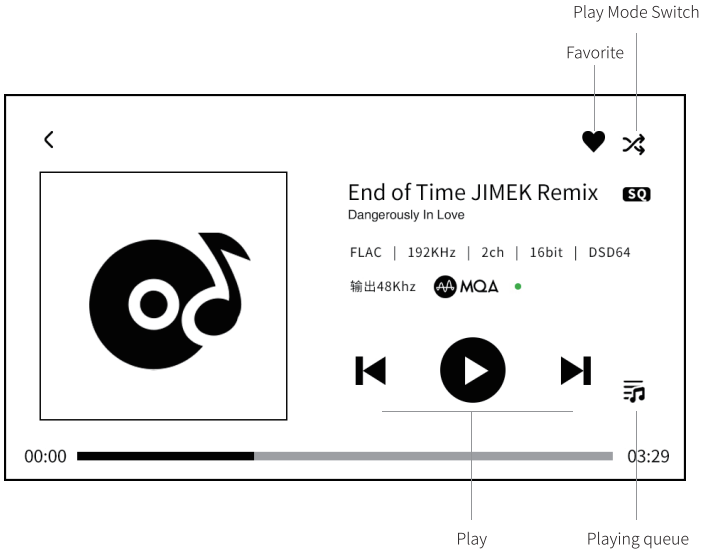 Play Mode Switch
Favorite
End of Time JIMEK Remix SQ
Dangerously In Love
FLAC | 192KHz | 2ch | 16bit | DSD64
输出48Khz MQA
00:00 03:29
Play Playing queue